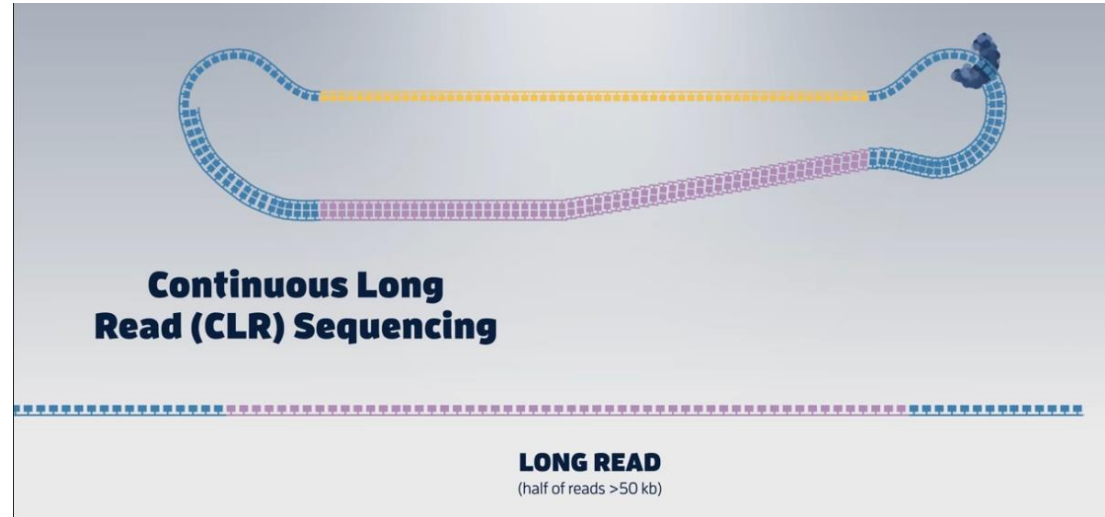 Continuous Long
Read (CLR) Sequencing
LONG READ
(half of reads >50 kb)